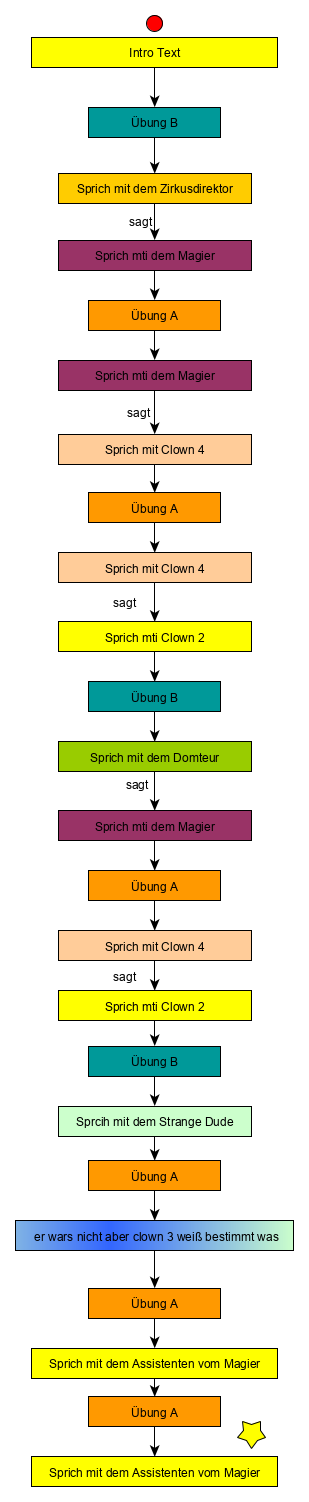 Intro Text
Übung B
Sprich mit dem Zirkusdirektor
sagt
Sprich mti dem Magier
Übung A
Sprich mti dem Magier
sagt
Sprich mit Clown 4
Übung A
Sprich mit Clown 4
sagt
Sprich mti Clown 2
Übung B
Sprich mit dem Domteur
sagt
Sprich mti dem Magier
Übung A
Sprich mit Clown 4
sagt
Sprich mti Clown 2
Übung B
Sprcih mit dem Strange Dude
Übung A
er wars nicht aber clown 3 weiß bestimmt was
Übung A
Sprich mit dem Assistenten vom Magier
Übung A
Sprich mit dem Assistenten vom Magier